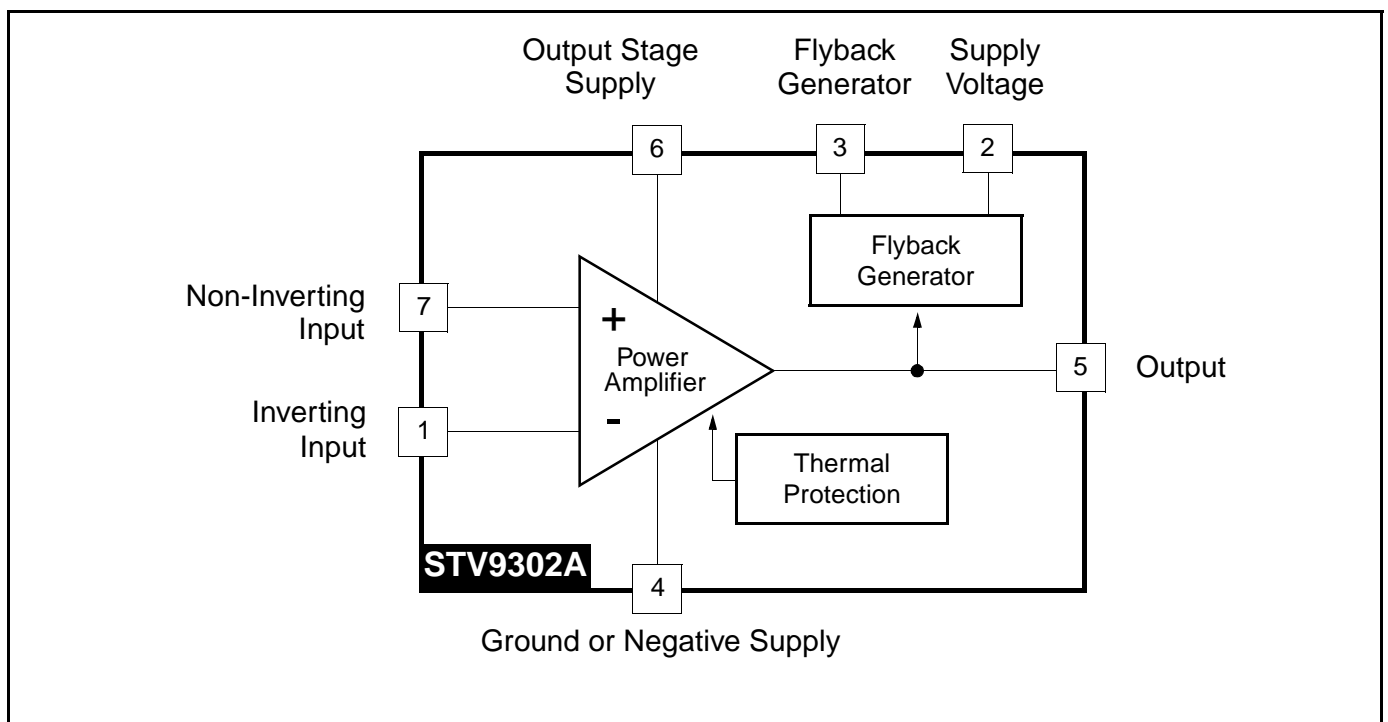 Output Stage
Supply
Flyback
Generator
Supply
Voltage
6
3
2
Flyback
Generator
Non-Inverting
Input
7
+
Power
Amplifier
5
Output
Inverting
Input
1
-
Thermal
Protection
STV9302A
4
Ground or Negative Supply